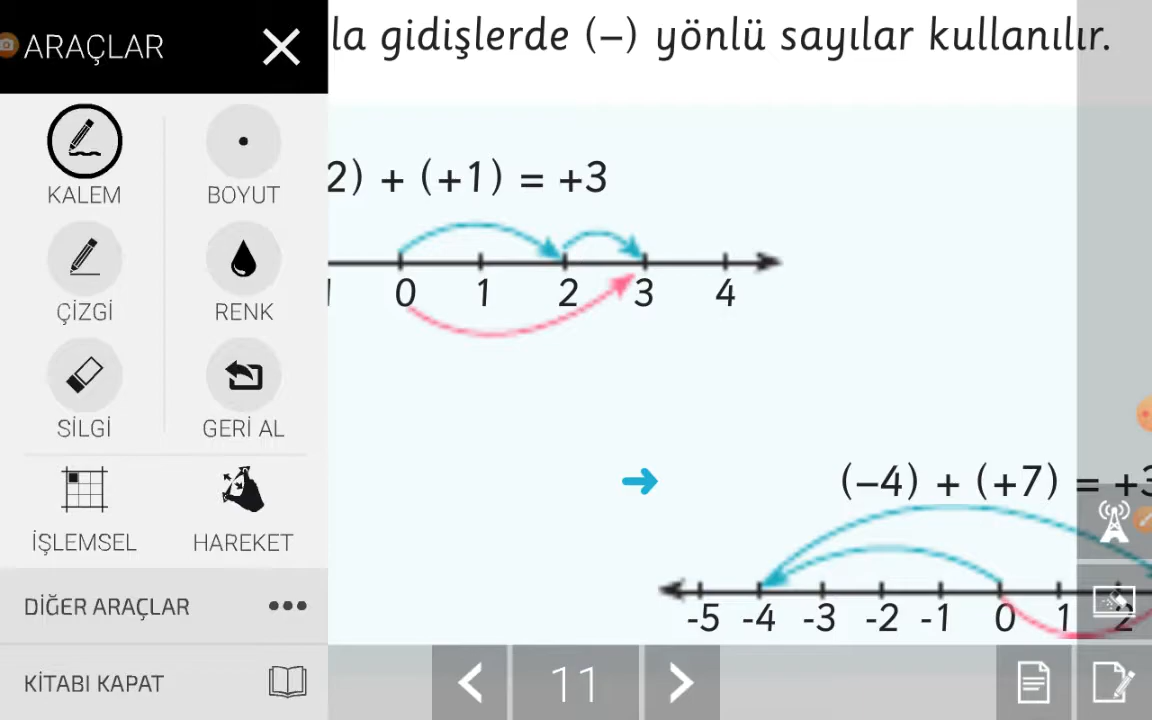 ARAÇLAR
KALEM
BOYUT
ÇİZGİ
RENK
SİLGİ
GERİ AL
İŞLEMSEL
HAREKET
DİĞER ARAÇLAR
KİTABI KAPAT
la gidişlerde (–) yönlü sayılar kullanılır.
2) + (+1) = +3
0 1 2 3 4
(–4) + (+7) = +3
-5 -4 -3 -2 -1 0 1 2
11